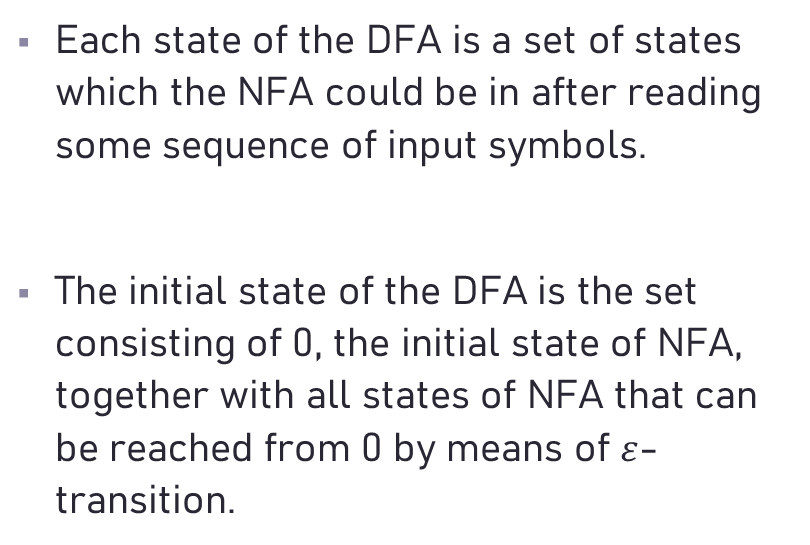 ▪ Each state of the DFA is a set of states
which the NFA could be in after reading
some sequence of input symbols.
▪ The initial state of the DFA is the set
consisting of 0, the initial state of NFA,
together with all states of NFA that can
be reached from 0 by means of 𝜀-
transition.